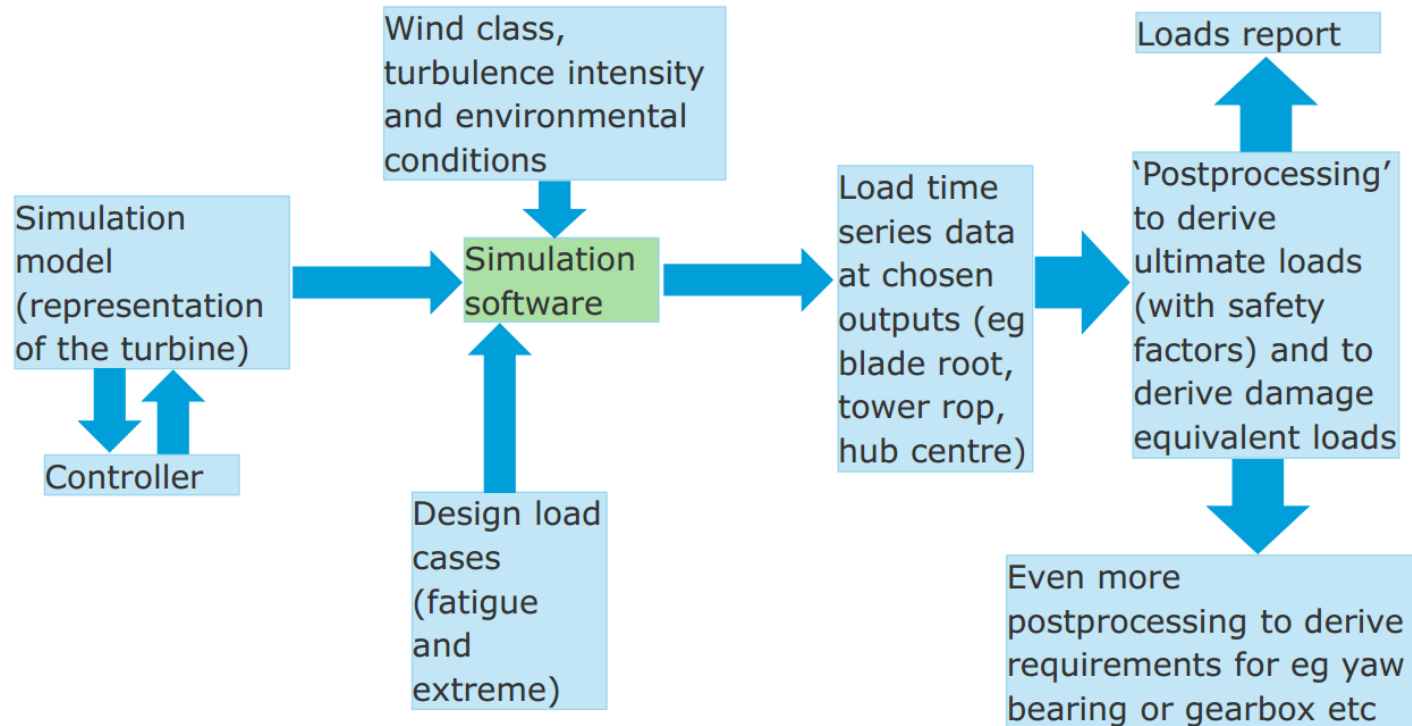 Wind class,
turbulence intensity
and environmental
conditions
Loads report
Simulation
model
(representation
of the turbine)
Simulation
software
Load time
series data
at chosen
outputs (eg
blade root,
tower rop,
hub centre)
‘Postprocessing’
to derive
ultimate loads
(with safety
factors) and to
derive damage
equivalent loads
Controller
Design load
cases
(fatigue
and
extreme)
Even more
postprocessing to derive
requirements for eg yaw
bearing or gearbox etc